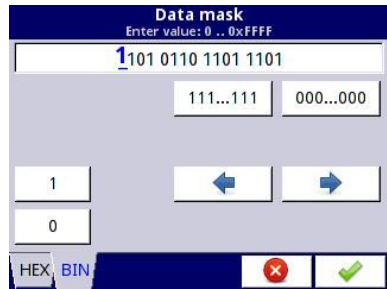 Data mask
Enter value: 0 .. 0xFFFF
1101 0110 1101 1101
111...111 000...000
1
0
HEX BIN